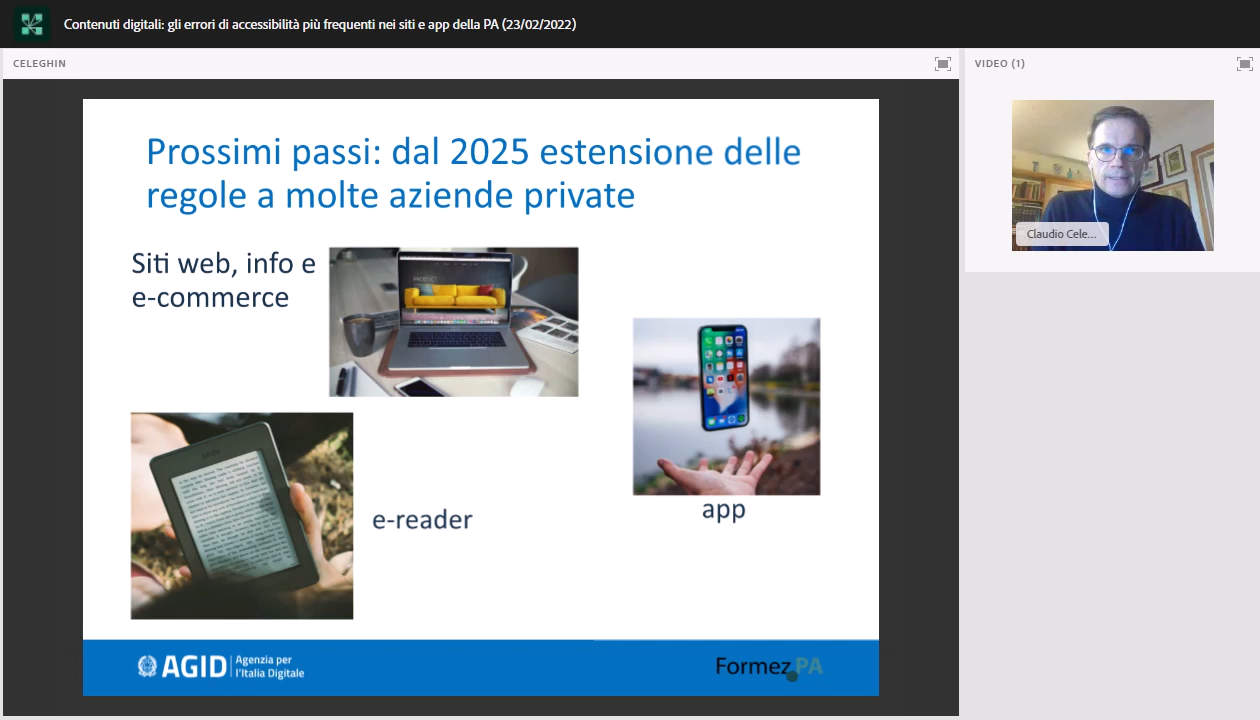 Contenuti digitali: gli errori di accessibilità più frequenti nei siti e app della PA (23/02/2022)
CELEGHIN
VIDEO (1)
Prossimi passi: dal 2025 estensione delle
regole a molte aziende private
Siti web, info e
e-commerce
app
e-reader
Claudio Cele...
AGID
Agenzia per
l'Italia Digitale
Formez PA